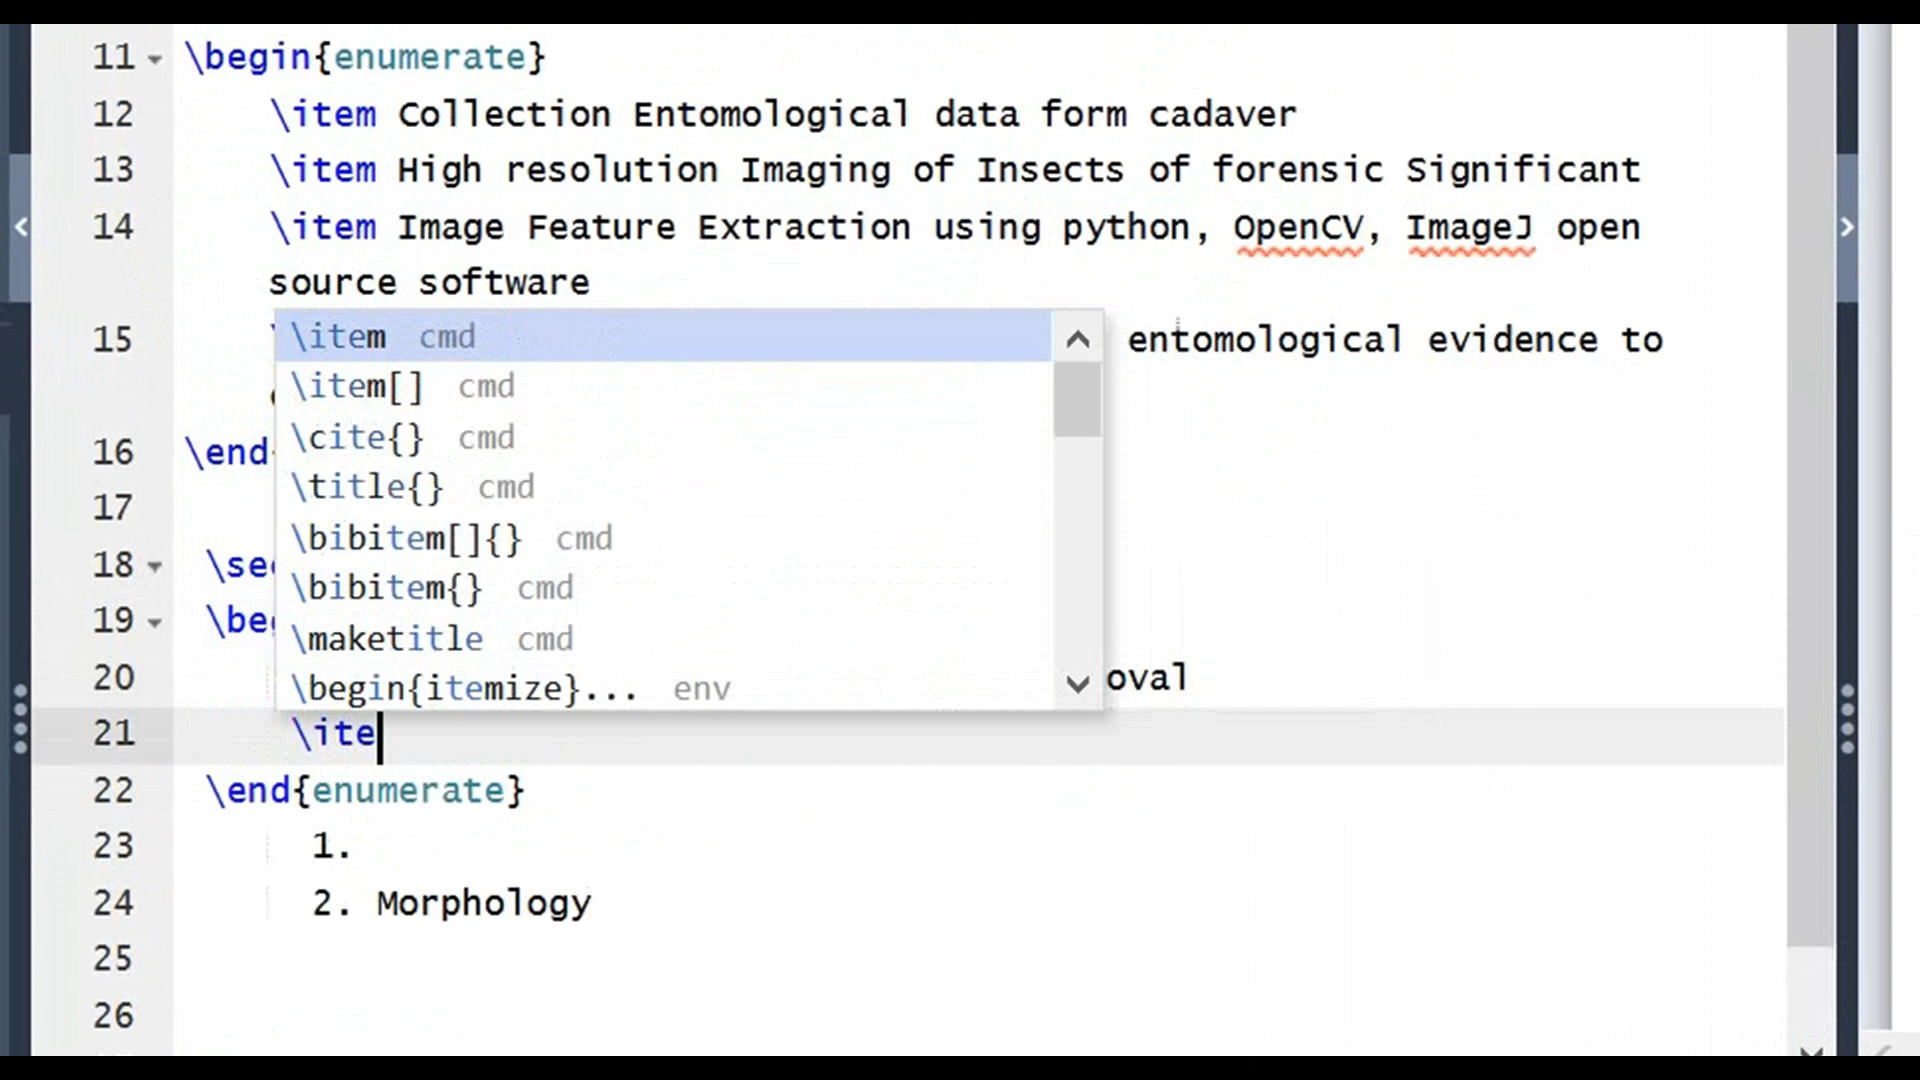 11 \begin{enumerate}
12 \item Collection Entomological data form cadaver
13 \item High resolution Imaging of Insects of forensic Significant
14 \item Image Feature Extraction using python, OpenCV, ImageJ open
source software
\item cmd
15 entomological evidence to
\item[] cmd
\cite{} cmd
16 \end
\title{} cmd
17
\bibitem[]{} cmd
18 \sec
\bibitem{} cmd
19 \beg
\maketitle cmd
20 oval
\begin{itemize}... env
21 \ite
22 \end{enumerate}
23 1.
24 2. Morphology
25
26